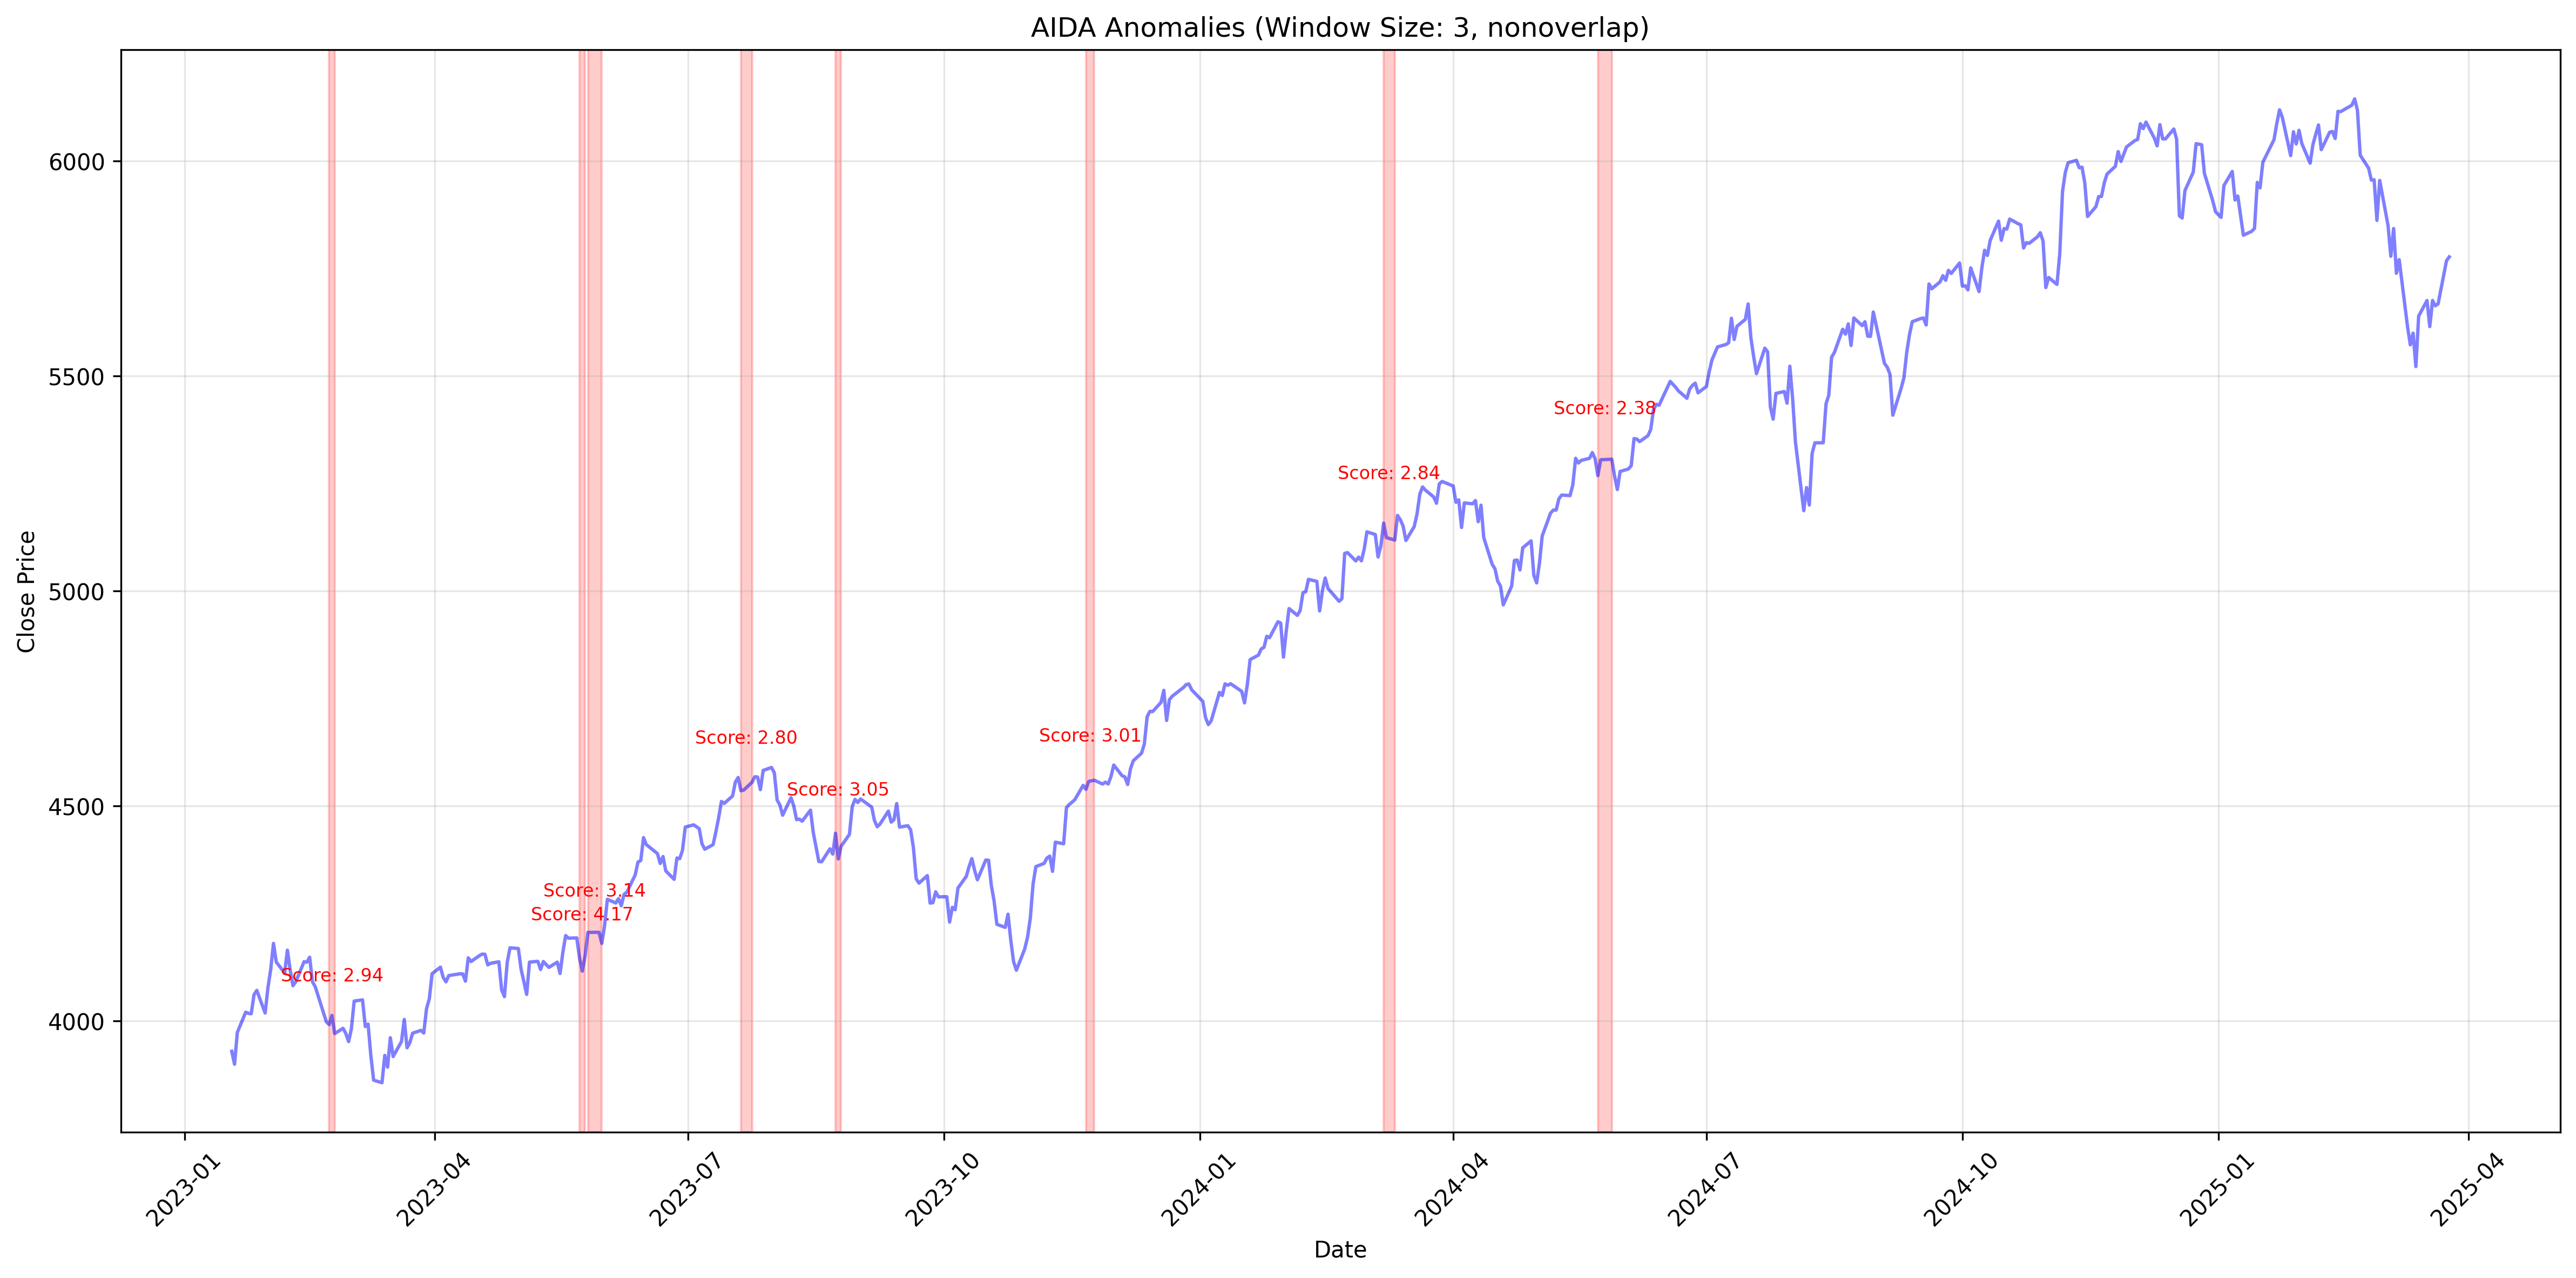 AIDA Anomalies (Window Size: 3, nonoverlap)
Close Price
6000
5500
5000
4500
4000
Score: 2.94
Score: 3.14
Score: 4.17
Score: 2.80
Score: 3.05
Score: 3.01
Score: 2.84
Score: 2.38
2023-01
2023-04
2023-07
2023-10
2024-01
2024-04
2024-07
2024-10
2025-01
2025-04
Date